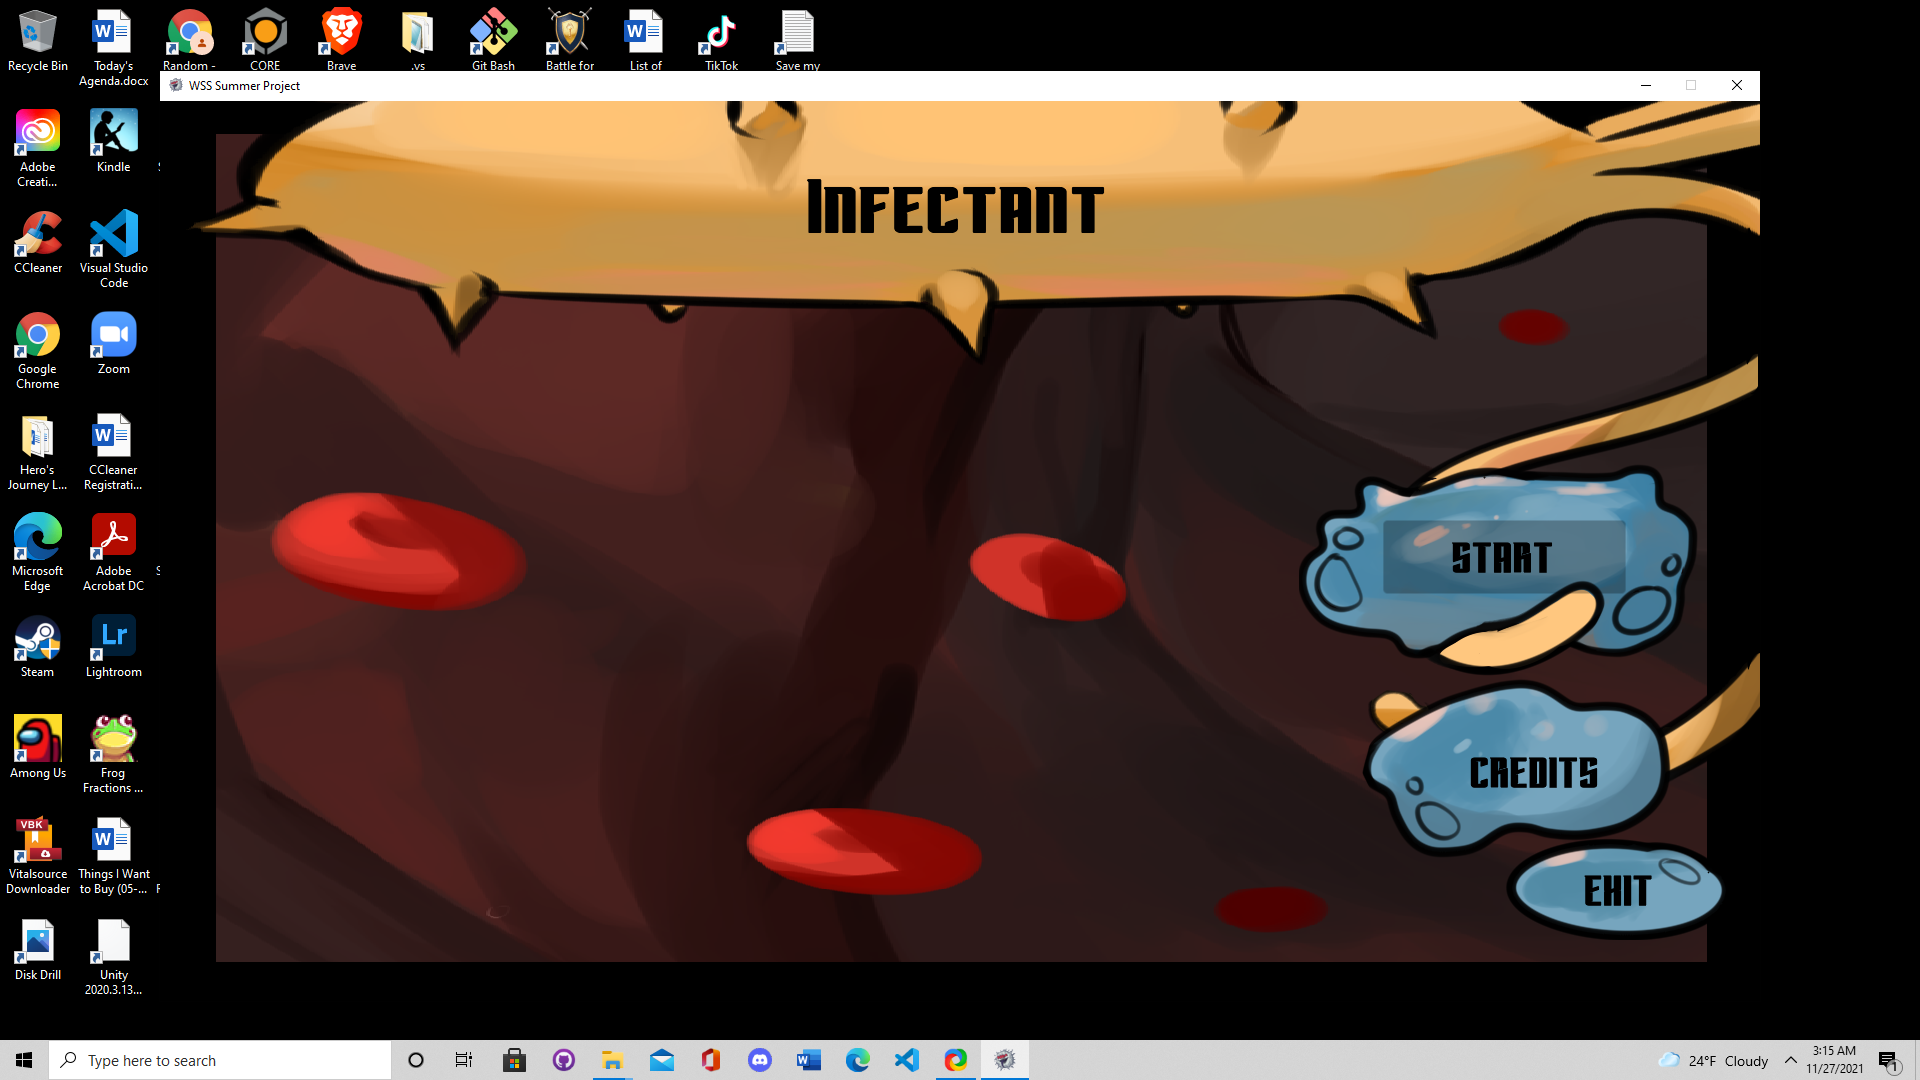 Recycle Bin
Today's
Agenda.docx
Random -
CORE
Brave
.vs
Git Bash
Battle for
List of
TikTok
Save my
WSS Summer Project
Adobe
Creati...
Kindle
CCleaner
Visual Studio
Code
Google
Chrome
Zoom
Hero's
Journey L...
CCleaner
Registrati...
Microsoft
Edge
Adobe
Acrobat DC
Steam
Lr
Lightroom
Among Us
Frog
Fractions ...
VBK
Vitalsource
Downloader
Things I Want
to Buy (05-...
Disk Drill
Unity
2020.3.13...
INFECTANT
START
CREDITS
EXIT
Type here to search
24°F Cloudy
3:15 AM
11/27/2021
1